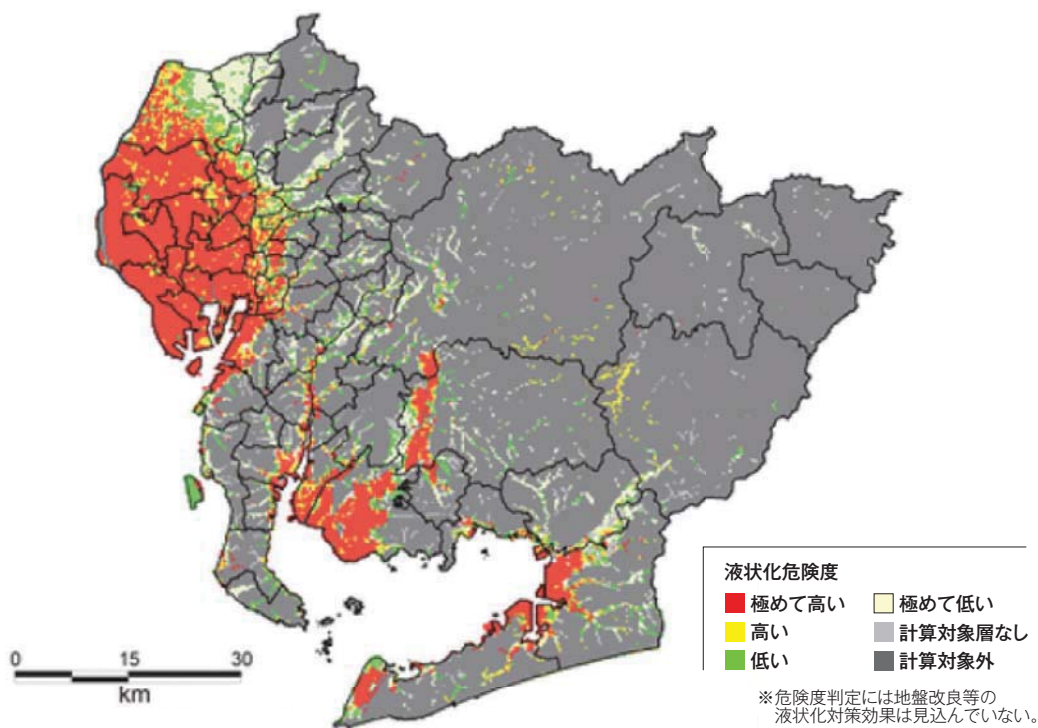 液状化危険度
極めて高い
極めて低い
高い
計算対象層なし
低い
計算対象外
0 15 30
km
※危険度判定には地盤改良等の
液状化対策効果は見込んでいない。